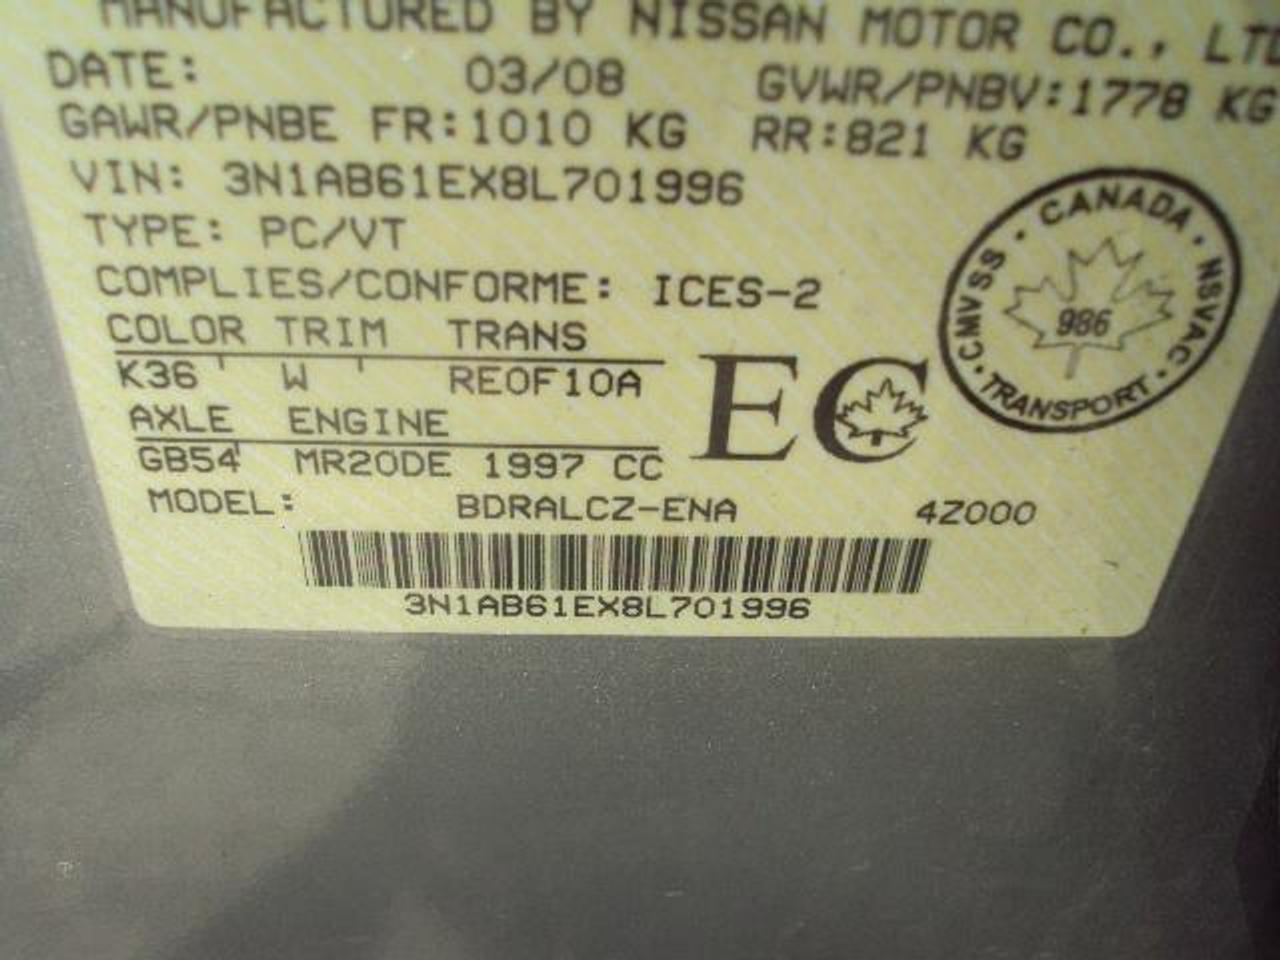 MANUFACTURED BY NISSAN MOTOR CO., LTD
DATE: 03/08 GVWR/PNBV:1778 KG
GAWR/PNBE FR:1010 KG RR:821 KG
VIN: 3N1AB61EX8L701996
TYPE: PC/VT
COMPLIES/CONFORME: ICES-2
COLOR TRIM TRANS
K36 W RE0F10A
AXLE ENGINE
GB54 MR20DE 1997 CC
MODEL: BDRALCZ-ENA 4Z000
3N1AB61EX8L701996
EC
CANADA · NSVAC · TRANSPORT · CMVSS ·
986